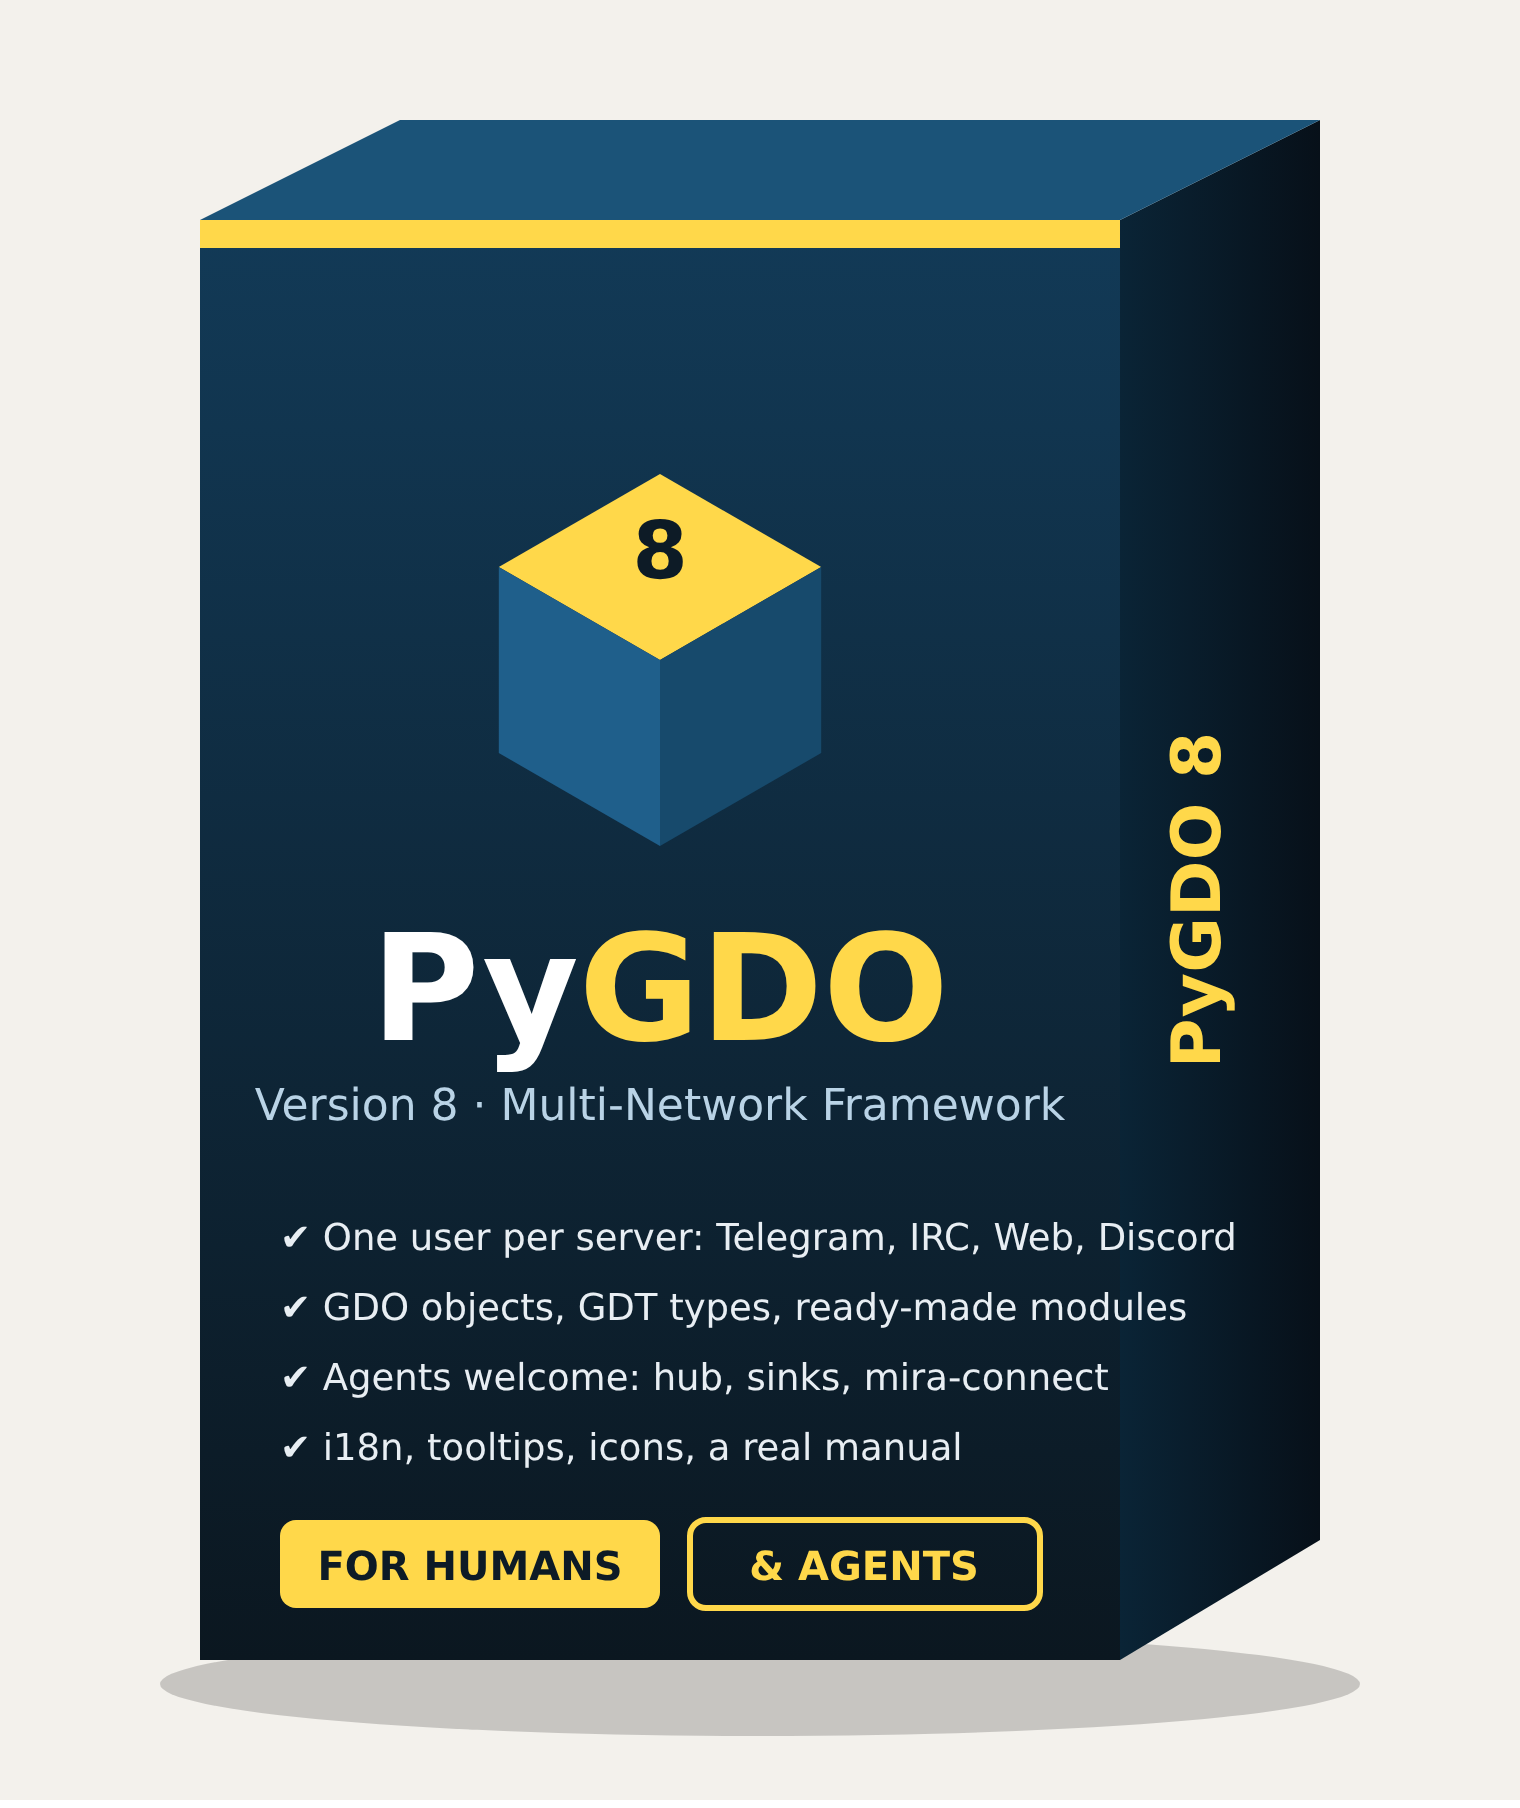 8
PyGDO
Version 8 · Multi-Network Framework
✔ One user per server: Telegram, IRC, Web, Discord
✔ GDO objects, GDT types, ready-made modules
✔ Agents welcome: hub, sinks, mira-connect
✔ i18n, tooltips, icons, a real manual
FOR HUMANS
& AGENTS
PyGDO 8